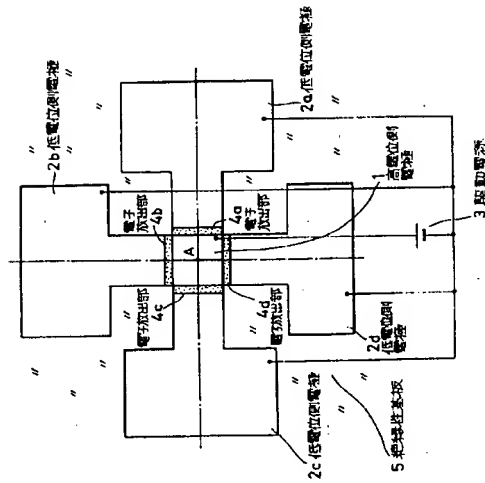 2b 低電位側電極
2a 低電位側電極
電子放出部
4b
4a
電子放出部
A
電子放出部
4c
4d
電子放出部
1
高電位側
電極
3 駆動電源
2d
低電位側
電極
2c 低電位側電極
5 絶縁性基板